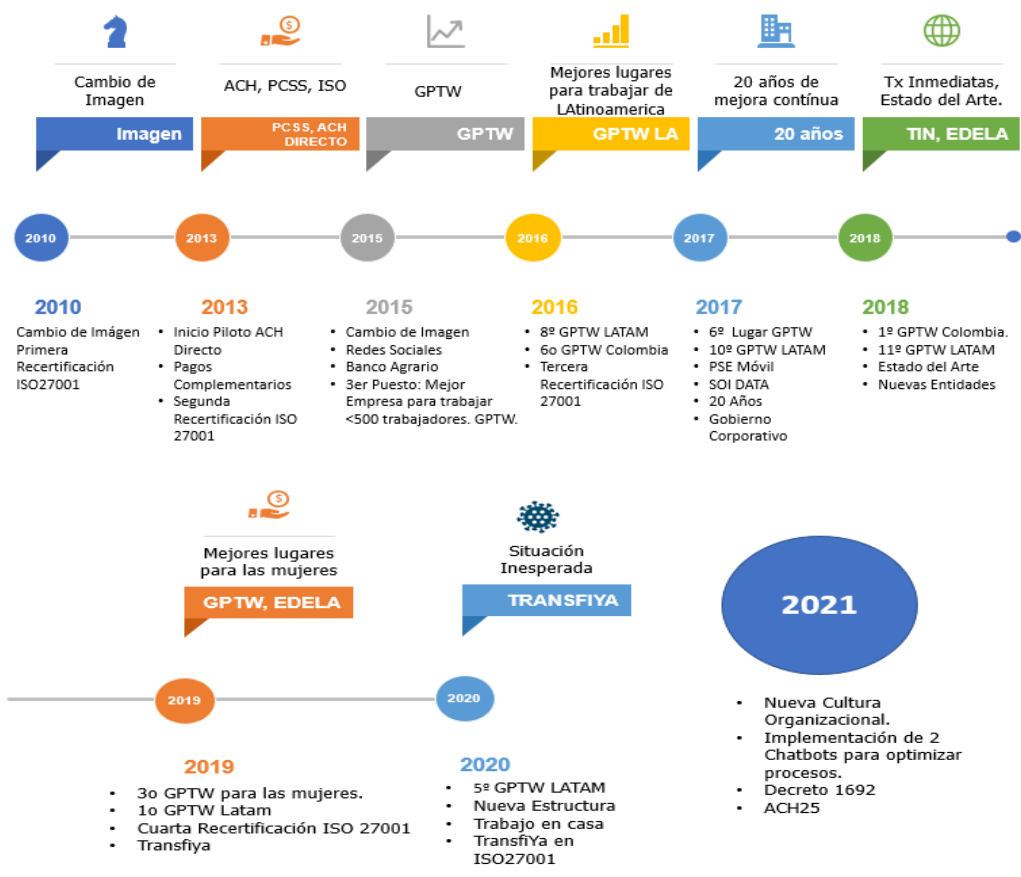 Cambio de
Imagen
Imagen
ACH, PCSS, ISO
PCSS, ACH
DIRECTO
GPTW
GPTW
Mejores lugares
para trabajar de
LAtinoamerica
GPTW LA
20 años de
mejora contínua
20 años
Tx Inmediatas,
Estado del Arte.
TIN, EDELA
2010
2013
2015
2016
2017
2018
2010
Cambio de Imágen
Primera
Recertificación
ISO27001
2013
• Inicio Piloto ACH
Directo
• Pagos
Complementarios
• Segunda
Recertificación ISO
27001
2015
• Cambio de Imagen
• Redes Sociales
• Banco Agrario
• 3er Puesto: Mejor
Empresa para trabajar
<500 trabajadores. GPTW.
2016
• 8º GPTW LATAM
• 6o GPTW Colombia
• Tercera
Recertificación ISO
27001
2017
• 6º Lugar GPTW
• 10º GPTW LATAM
• PSE Móvil
• SOI DATA
• 20 Años
• Gobierno
Corporativo
2018
• 1º GPTW Colombia.
• 11º GPTW LATAM
• Estado del Arte
• Nuevas Entidades
Mejores lugares
para las mujeres
GPTW, EDELA
Situación
Inesperada
TRANSFIYA
2019
2020
2019
• 3o GPTW para las mujeres.
• 1o GPTW Latam
• Cuarta Recertificación ISO 27001
• Transfiya
2020
• 5º GPTW LATAM
• Nueva Estructura
• Trabajo en casa
• TransfiYa en
ISO27001
2021
• Nueva Cultura
Organizacional.
• Implementación de 2
Chatbots para optimizar
procesos.
• Decreto 1692
• ACH25